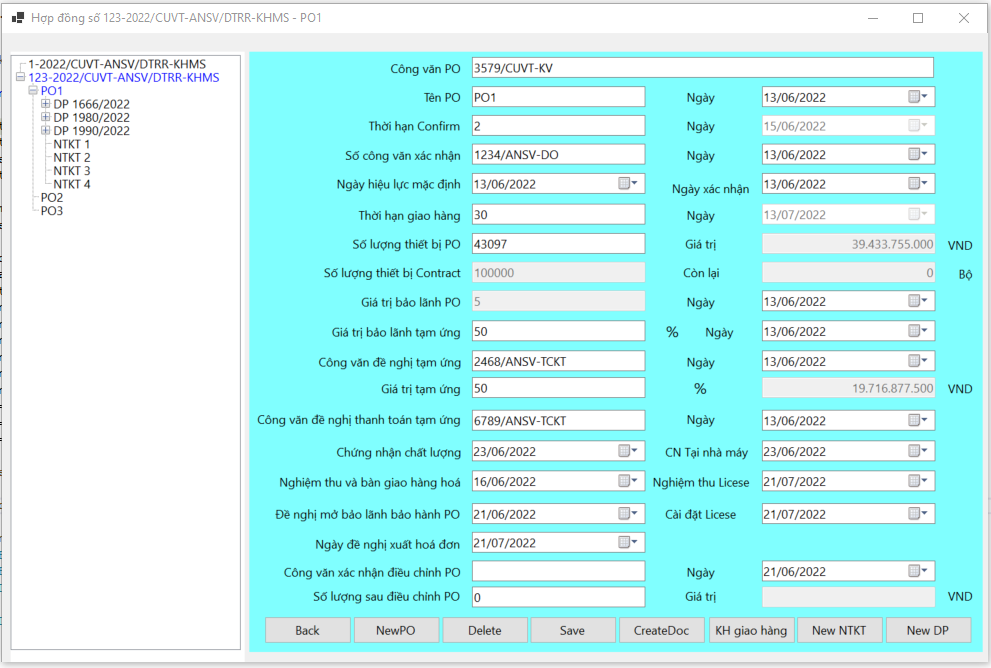 Hợp đồng số 123-2022/CUVT-ANSV/DTRR-KHMS - PO1
1-2022/CUVT-ANSV/DTRR-KHMS
123-2022/CUVT-ANSV/DTRR-KHMS
PO1
DP 1666/2022
DP 1980/2022
DP 1990/2022
NTKT 1
NTKT 2
NTKT 3
NTKT 4
PO2
PO3
Công văn PO 3579/CUVT-KV
Tên PO PO1 Ngày 13/06/2022
Thời hạn Confirm 2 Ngày 15/06/2022
Số công văn xác nhận 1234/ANSV-DO Ngày 13/06/2022
Ngày hiệu lực mặc định 13/06/2022 Ngày xác nhận 13/06/2022
Thời hạn giao hàng 30 Ngày 13/07/2022
Số lượng thiết bị PO 43097 Giá trị 39.433.755.000 VND
Số lượng thiết bị Contract 100000 Còn lại 0 Bộ
Giá trị bảo lãnh PO 5 Ngày 13/06/2022
Giá trị bảo lãnh tạm ứng 50 % Ngày 13/06/2022
Công văn đề nghị tạm ứng 2468/ANSV-TCKT Ngày 13/06/2022
Giá trị tạm ứng 50 % 19.716.877.500 VND
Công văn đề nghị thanh toán tạm ứng 6789/ANSV-TCKT Ngày 13/06/2022
Chứng nhận chất lượng 23/06/2022 CN Tại nhà máy 23/06/2022
Nghiệm thu và bàn giao hàng hoá 16/06/2022 Nghiệm thu Licese 21/07/2022
Đề nghị mở bảo lãnh bảo hành PO 21/06/2022 Cài đặt Licese 21/07/2022
Ngày đề nghị xuất hoá đơn 21/07/2022
Công văn xác nhận điều chỉnh PO Ngày 21/06/2022
Số lượng sau điều chỉnh PO 0 Giá trị VND
Back NewPO Delete Save CreateDoc KH giao hàng New NTKT New DP